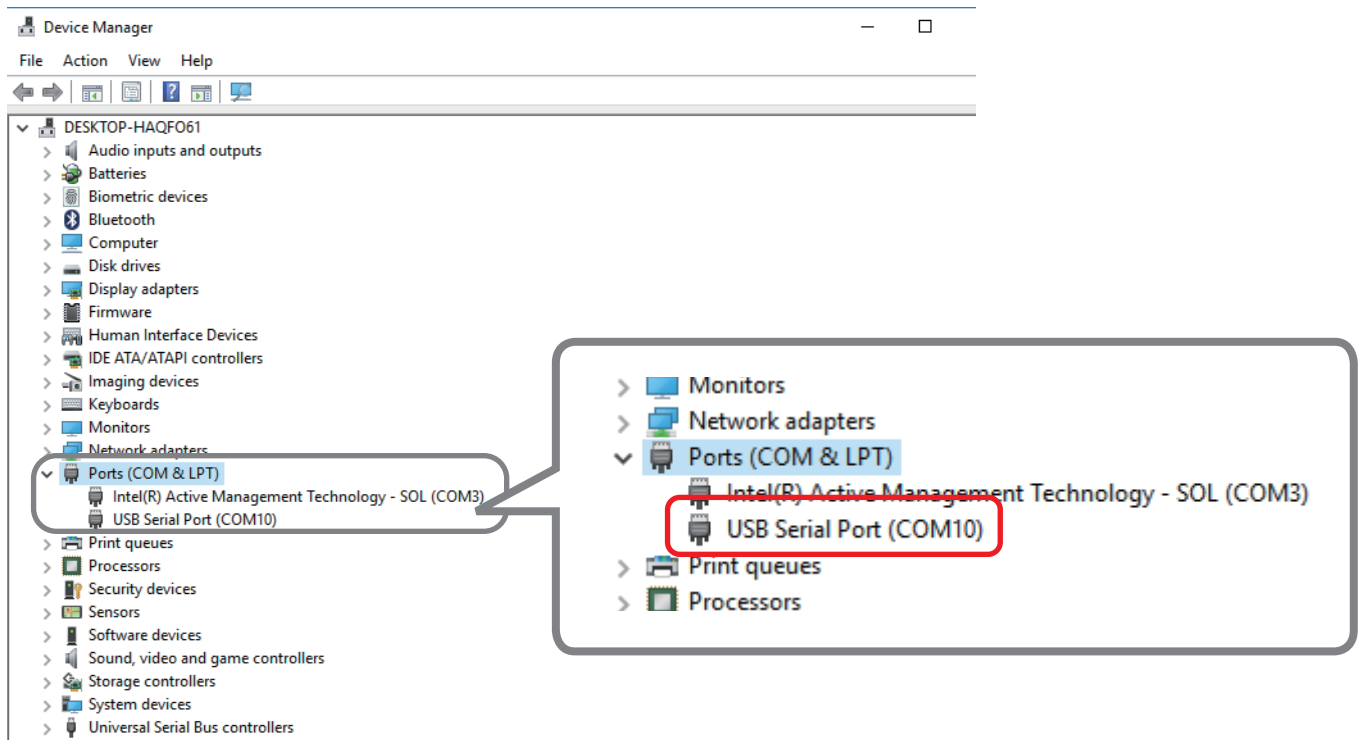 Device Manager
File Action View Help
DESKTOP-HAQFO61
Audio inputs and outputs
Batteries
Biometric devices
Bluetooth
Computer
Disk drives
Display adapters
Firmware
Human Interface Devices
IDE ATA/ATAPI controllers
Imaging devices
Keyboards
Monitors
Network adapters
Ports (COM & LPT)
Intel(R) Active Management Technology - SOL (COM3)
USB Serial Port (COM10)
Print queues
Processors
Security devices
Sensors
Software devices
Sound, video and game controllers
Storage controllers
System devices
Universal Serial Bus controllers
Monitors
Network adapters
Ports (COM & LPT)
Intel(R) Active Management Technology - SOL (COM3)
USB Serial Port (COM10)
Print queues
Processors